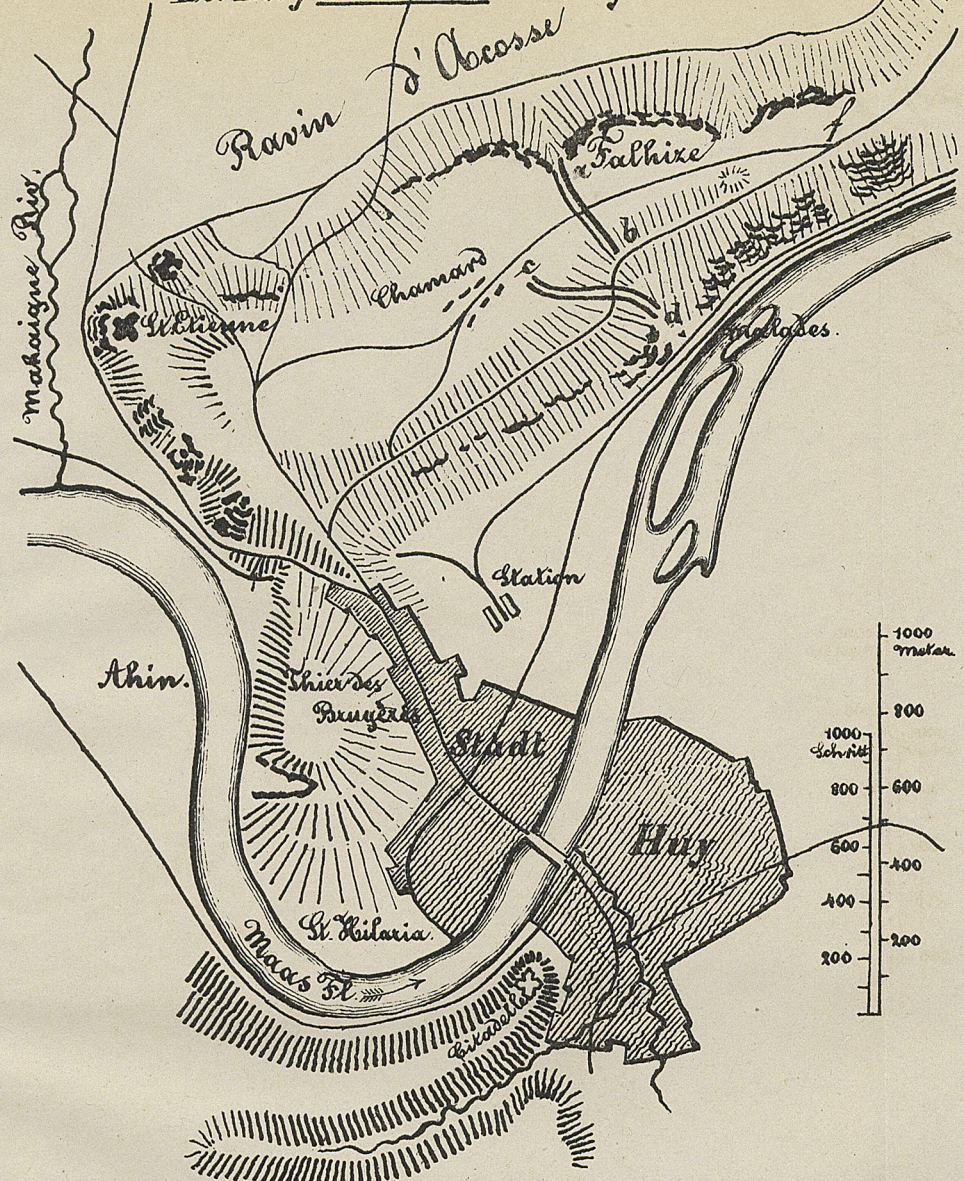 Ravin d'Acosse
Falhize
a
f
b
Mahaigne Riv.
Chamard
c
St. Etienne
d
malades.
Station
Ahin.
Thier des
Bruyères
Stadt
Huy
1000
Meter.
800
1000
Schritt
800
600
600
400
400
200
200
St. Hilaria.
Maas Fl.
Citadelle